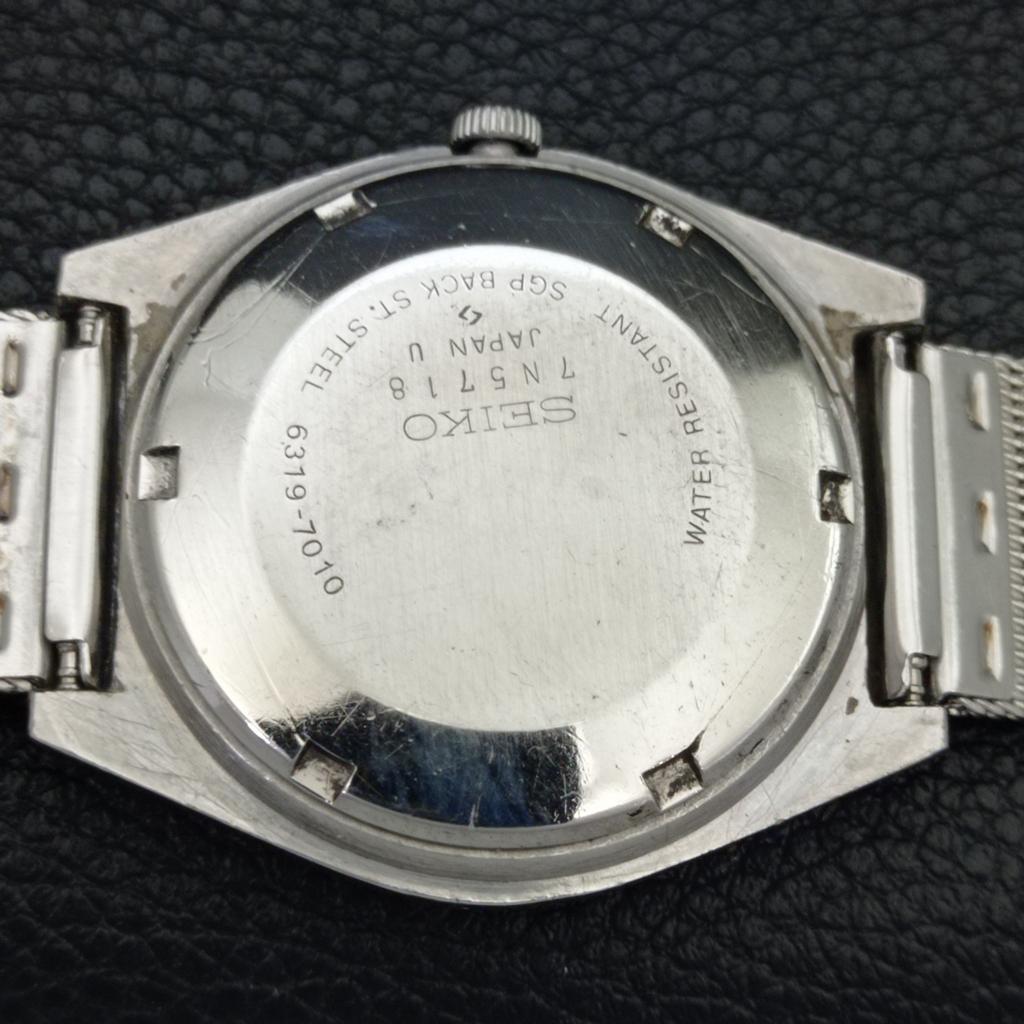 SEIKO
7N5718
JAPAN U
WATER RESISTANT SGP BACK ST.STEEL 6319-7010